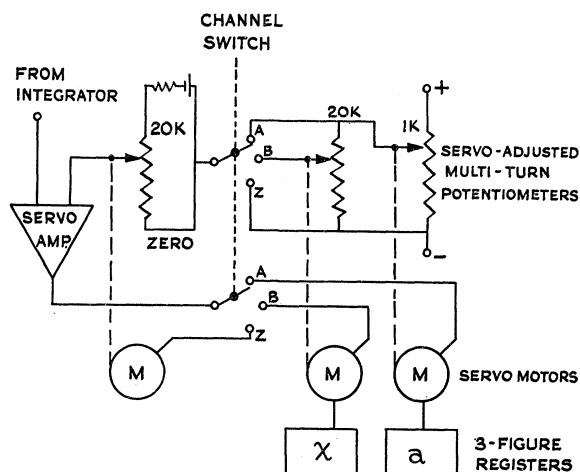 CHANNEL
SWITCH
FROM
INTEGRATOR
+
20K
20K
1K
A
B
SERVO-ADJUSTED
MULTI-TURN
POTENTIOMETERS
Z
SERVO
AMP.
ZERO
−
A
B
Z
M
M
M
SERVO MOTORS
χ
a
3-FIGURE
REGISTERS